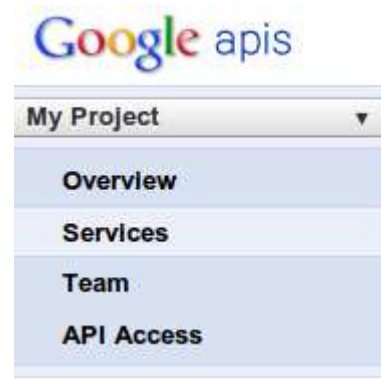 Google apis
My Project
Overview
Services
Team
API Access